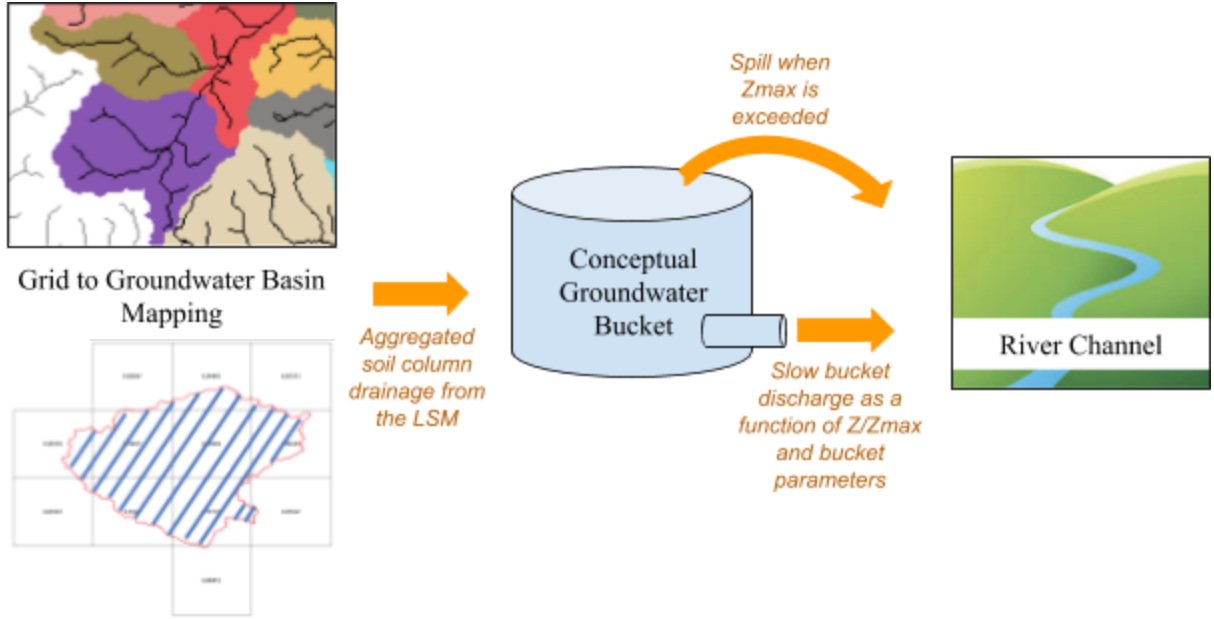 Grid to Groundwater Basin
Mapping
Aggregated
soil column
drainage from
the LSM
Conceptual
Groundwater
Bucket
Spill when
Zmax is
exceeded
Slow bucket
discharge as a
function of Z/Zmax
and bucket
parameters
River Channel